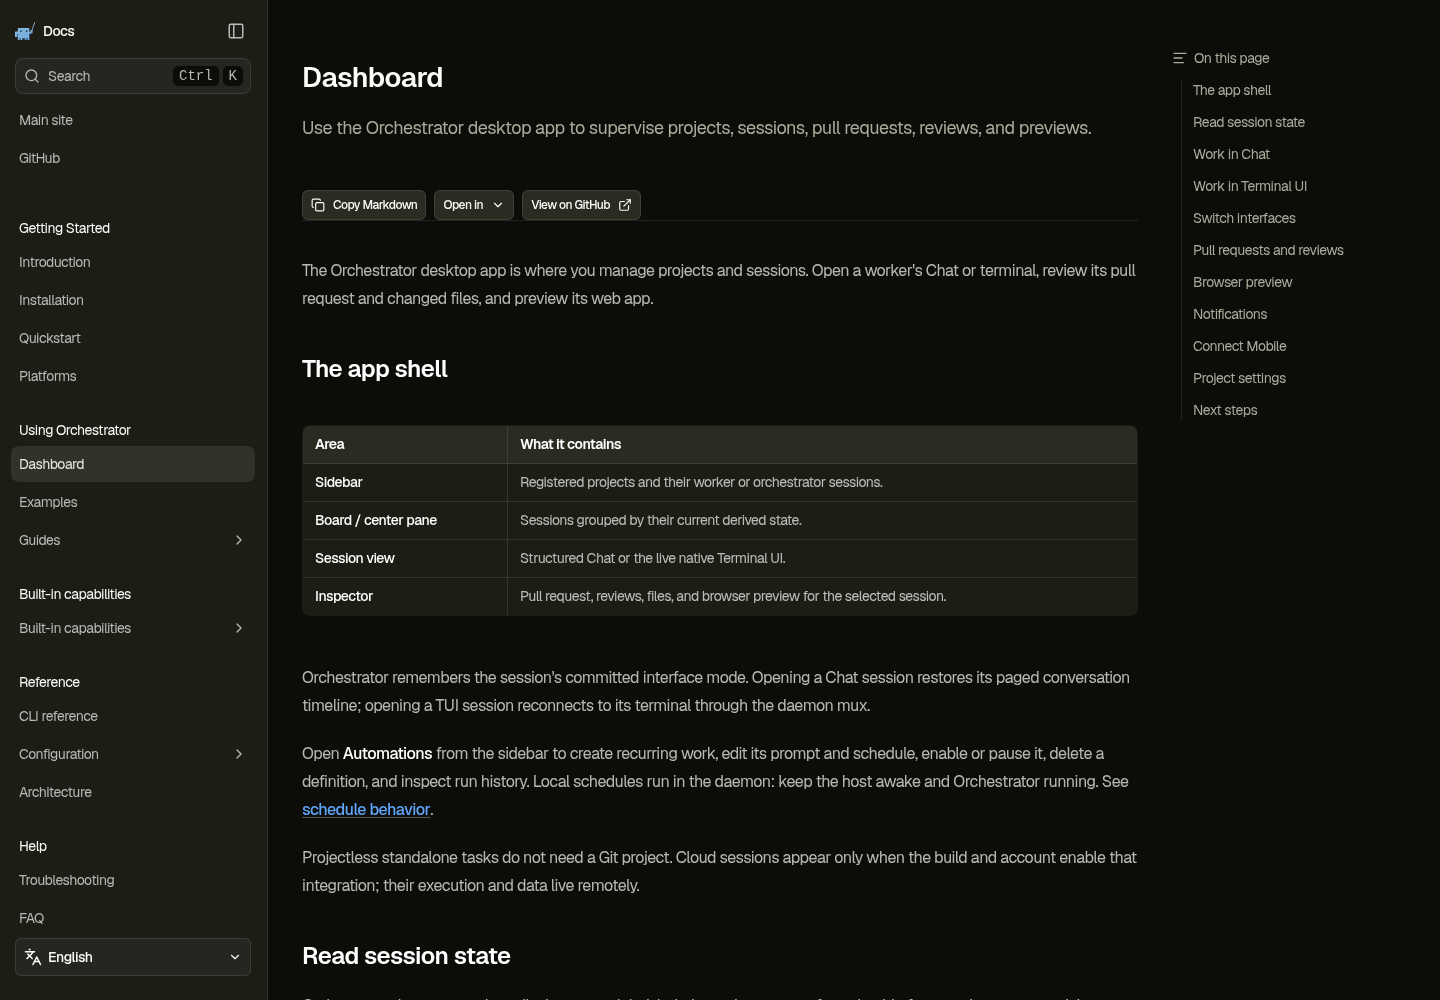 Docs
Search Ctrl K
Main site
GitHub
Getting Started
Introduction
Installation
Quickstart
Platforms
Using Orchestrator
Dashboard
Examples
Guides
Built-in capabilities
Built-in capabilities
Reference
CLI reference
Configuration
Architecture
Help
Troubleshooting
FAQ
English
Dashboard
Use the Orchestrator desktop app to supervise projects, sessions, pull requests, reviews, and previews.
Copy Markdown Open in View on GitHub
The Orchestrator desktop app is where you manage projects and sessions. Open a worker's Chat or terminal, review its pull
request and changed files, and preview its web app.
The app shell
Area What it contains
Sidebar Registered projects and their worker or orchestrator sessions.
Board / center pane Sessions grouped by their current derived state.
Session view Structured Chat or the live native Terminal UI.
Inspector Pull request, reviews, files, and browser preview for the selected session.
Orchestrator remembers the session's committed interface mode. Opening a Chat session restores its paged conversation
timeline; opening a TUI session reconnects to its terminal through the daemon mux.
Open Automations from the sidebar to create recurring work, edit its prompt and schedule, enable or pause it, delete a
definition, and inspect run history. Local schedules run in the daemon: keep the host awake and Orchestrator running. See
schedule behavior.
Projectless standalone tasks do not need a Git project. Cloud sessions appear only when the build and account enable that
integration; their execution and data live remotely.
Read session state
On this page
The app shell
Read session state
Work in Chat
Work in Terminal UI
Switch interfaces
Pull requests and reviews
Browser preview
Notifications
Connect Mobile
Project settings
Next steps